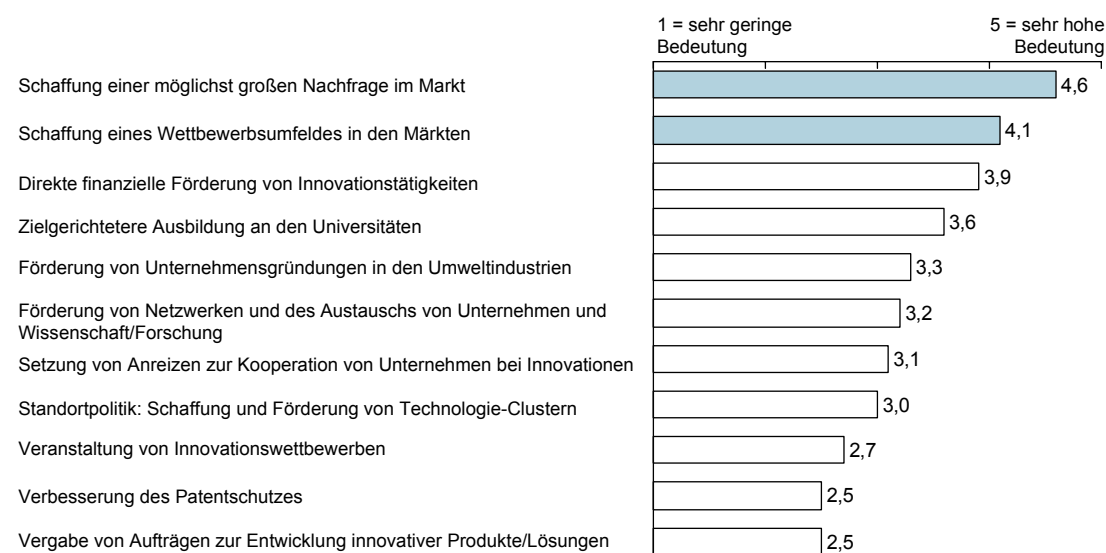 1 = sehr geringe
Bedeutung
5 = sehr hohe
Bedeutung
Schaffung einer möglichst großen Nachfrage im Markt
4,6
Schaffung eines Wettbewerbsumfeldes in den Märkten
4,1
Direkte finanzielle Förderung von Innovationstätigkeiten
3,9
Zielgerichtetere Ausbildung an den Universitäten
3,6
Förderung von Unternehmensgründungen in den Umweltindustrien
3,3
Förderung von Netzwerken und des Austauschs von Unternehmen und
Wissenschaft/Forschung
3,2
Setzung von Anreizen zur Kooperation von Unternehmen bei Innovationen
3,1
Standortpolitik: Schaffung und Förderung von Technologie-Clustern
3,0
Veranstaltung von Innovationswettbewerben
2,7
Verbesserung des Patentschutzes
2,5
Vergabe von Aufträgen zur Entwicklung innovativer Produkte/Lösungen
2,5